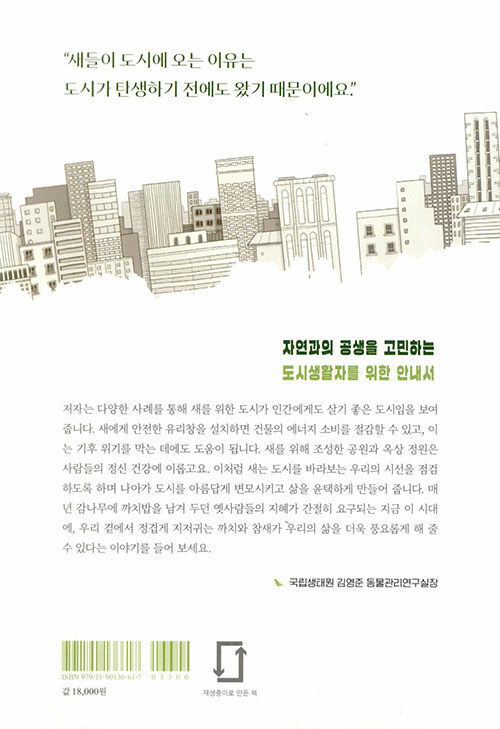 “새들이 도시에 오는 이유는
도시가 탄생하기 전에도 왔기 때문이에요.”
자연과의 공생을 고민하는
도시생활자를 위한 안내서
저자는 다양한 사례를 통해 새를 위한 도시가 인간에게도 살기 좋은 도시임을 보여
줍니다. 새에게 안전한 유리창을 설치하면 건물의 에너지 소비를 절감할 수 있고, 이
는 기후 위기를 막는 데에도 도움이 됩니다. 새를 위해 조성한 공원과 옥상 정원은
사람들의 정신 건강에 이롭고요. 이처럼 새는 도시를 바라보는 우리의 시선을 점검
하도록 하며 나아가 도시를 아름답게 변모시키고 삶을 윤택하게 만들어 줍니다. 매
년 감나무에 까치밥을 남겨 두던 옛사람들의 지혜가 간절히 요구되는 지금 이 시대
에, 우리 곁에서 정겹게 지저귀는 까치와 참새가 우리의 삶을 더욱 풍요롭게 해 줄
수 있다는 이야기를 들어 보세요.
국립생태원 김영준 동물관리연구실장
ISBN 979-11-90136-61-7
03300
값 18,000원
재생종이로 만든 책